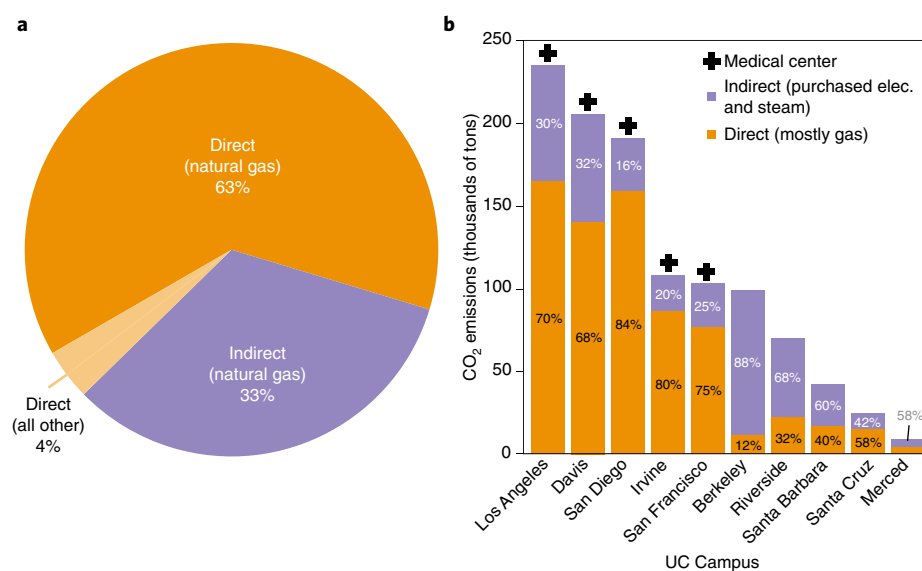 a
Direct
(natural gas)
63%
Indirect
(natural gas)
33%
Direct
(all other)
4%
b
CO2 emissions (thousands of tons)
250
200
150
100
50
0
Medical center
Indirect (purchased elec.
and steam)
Direct (mostly gas)
30%
70%
32%
68%
16%
84%
20%
80%
25%
75%
88%
12%
68%
32%
60%
40%
42%
58%
58%
Los Angeles
Davis
San Diego
Irvine
San Francisco
Berkeley
Riverside
Santa Barbara
Santa Cruz
Merced
UC Campus